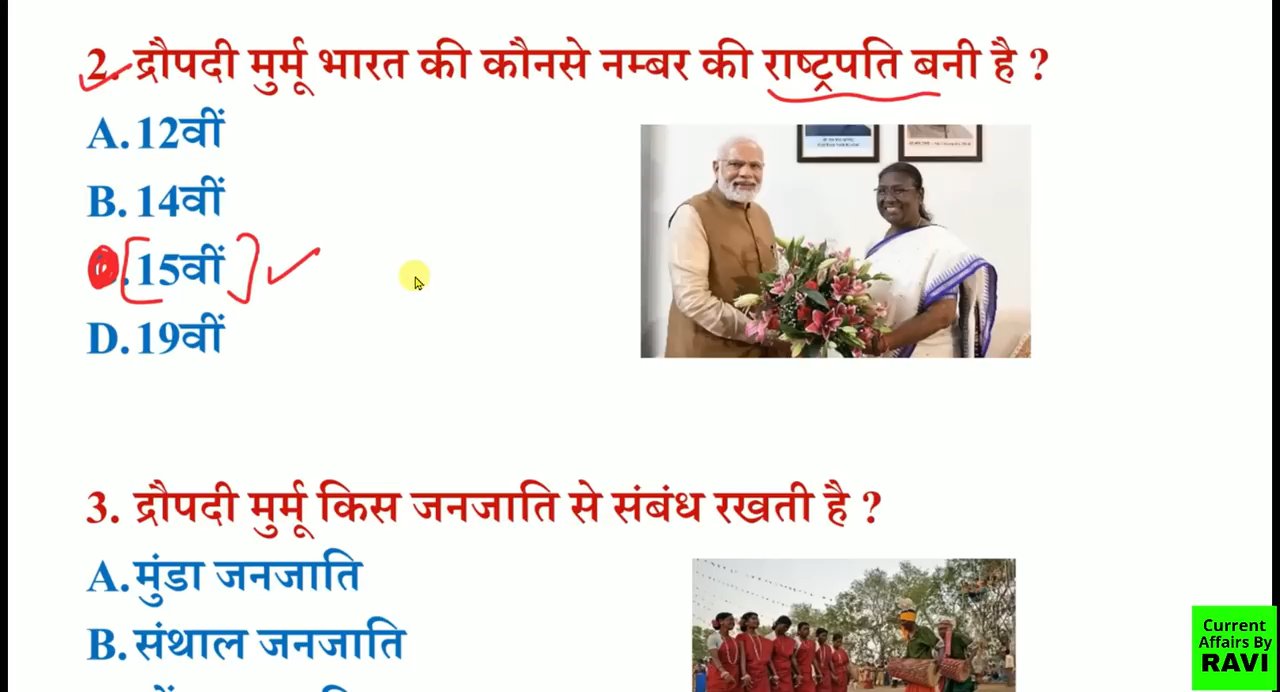 2. द्रौपदी मुर्मू भारत की कौनसे नम्बर की राष्ट्रपति बनी है ?
A. 12वीं
B. 14वीं
. 15वीं
D. 19वीं
3. द्रौपदी मुर्मू किस जनजाति से संबंध रखती है ?
A. मुंडा जनजाति
B. संथाल जनजाति
Current
Affairs By
RAVI